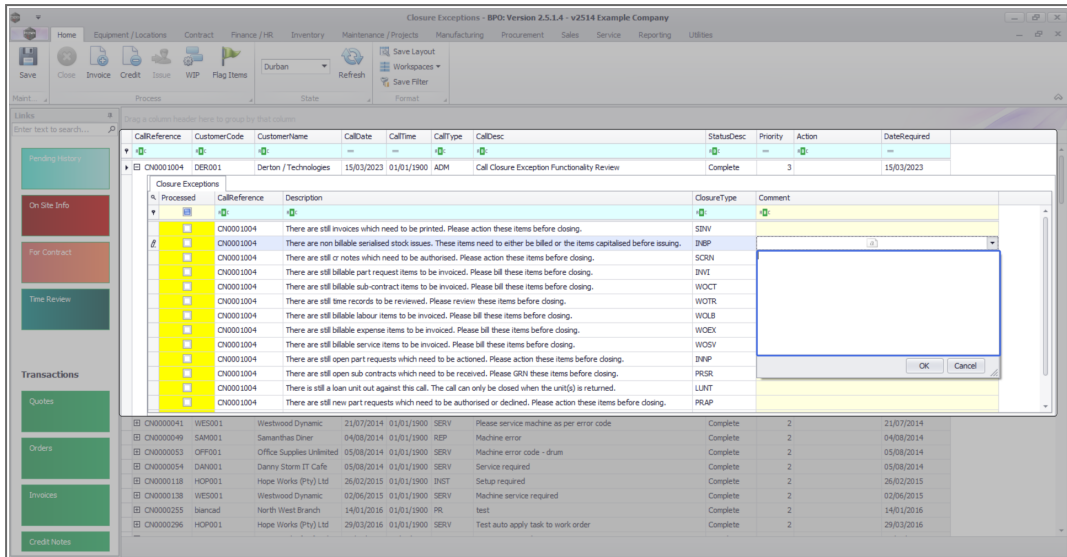 Closure Exceptions - BPO: Version 2.5.1.4 - v2514 Example Company
Home Equipment / Locations Contract Finance / HR Inventory Maintenance / Projects Manufacturing Procurement Sales Service Reporting Utilities
Save Close Invoice Credit Issue WIP Flag Items Durban Refresh Save Layout
Workspaces
Save Filter
Maint... Process State Format
Links
Drag a column header here to group by that column
Enter text to search...
CallReference CustomerCode CustomerName CallDate CallTime CallType CallDesc StatusDesc Priority Action DateRequired
Pending History
CN0001004 DER001 Derton / Technologies 15/03/2023 01/01/1900 ADM Call Closure Exception Functionality Review Complete 3 15/03/2023
Closure Exceptions
Processed CallReference Description ClosureType Comment
On Site Info
CN0001004 There are still invoices which need to be printed. Please action these items before closing. SINV
CN0001004 There are non billable serialised stock issues. These items need to either be billed or the items capitalised before issuing. INBP
For Contract
CN0001004 There are still cr notes which need to be authorised. Please action these items before closing. SCRN
CN0001004 There are still billable part request items to be invoiced. Please bill these items before closing. INVI
CN0001004 There are still billable sub-contract items to be invoiced. Please bill these items before closing. WOCT
Time Review
CN0001004 There are still time records to be reviewed. Please review these items before closing. WOTR
CN0001004 There are still billable labour items to be invoiced. Please bill these items before closing. WOLB
CN0001004 There are still billable expense items to be invoiced. Please bill these items before closing. WOEX
CN0001004 There are still billable service items to be invoiced. Please bill these items before closing. WOSV
CN0001004 There are still open part requests which need to be actioned. Please action these items before closing. INNP
Transactions
CN0001004 There are still open sub contracts which need to be received. Please GRN these items before closing. PRSR
OK Cancel
CN0001004 There is still a loan unit out against this call. The call can only be closed when the unit(s) is returned. LUNT
Quotes
CN0001004 There are still new part requests which need to be authorised or declined. Please action these items before closing. PRAP
CN0000041 WES001 Westwood Dynamic 21/07/2014 01/01/1900 SERV Please service machine as per error code Complete 2 21/07/2014
CN0000049 SAM001 Samanthas Diner 04/08/2014 01/01/1900 REP Machine error Complete 2 04/08/2014
Orders
CN0000053 OFF001 Office Supplies Unlimited 05/08/2014 01/01/1900 SERV Machine error code - drum Complete 2 05/08/2014
CN0000054 DAN001 Danny Storm IT Cafe 05/08/2014 01/01/1900 SERV Service required Complete 2 05/08/2014
CN0000118 HOP001 Hope Works (Pty) Ltd 26/02/2015 01/01/1900 INST Setup required Complete 2 26/02/2015
Invoices
CN0000138 WES001 Westwood Dynamic 02/06/2015 01/01/1900 SERV Machine service required Complete 2 02/06/2015
CN0000255 biancad North West Branch 14/01/2016 01/01/1900 PR test Complete 2 14/01/2016
CN0000296 HOP001 Hope Works (Pty) Ltd 29/03/2016 01/01/1900 SERV Test auto apply task to work order Complete 2 29/03/2016
Credit Notes